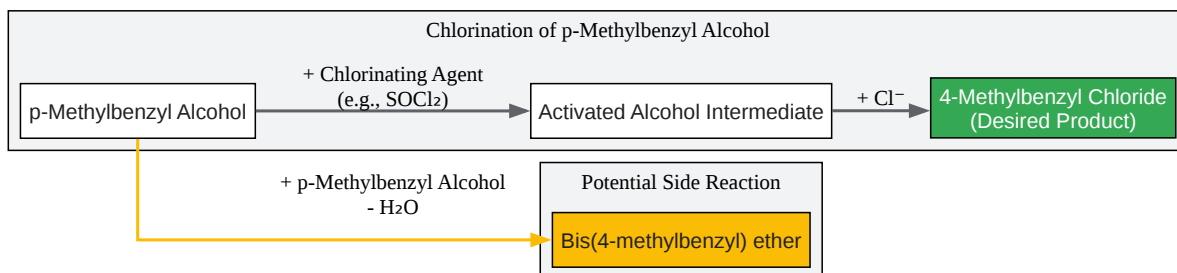 Chlorination of p-Methylbenzyl Alcohol
+ Chlorinating Agent
(e.g., SOCl₂)
+ Cl⁻
p-Methylbenzyl Alcohol
Activated Alcohol Intermediate
4-Methylbenzyl Chloride
(Desired Product)
+ p-Methylbenzyl Alcohol
- H₂O
Potential Side Reaction
Bis(4-methylbenzyl) ether